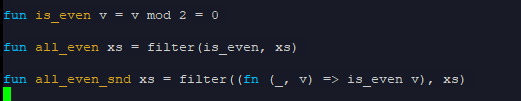 fun is_even v = v mod 2 = 0
fun all_even xs = filter(is_even, xs)
fun all_even_snd xs = filter((fn (_, v) => is_even v), xs)